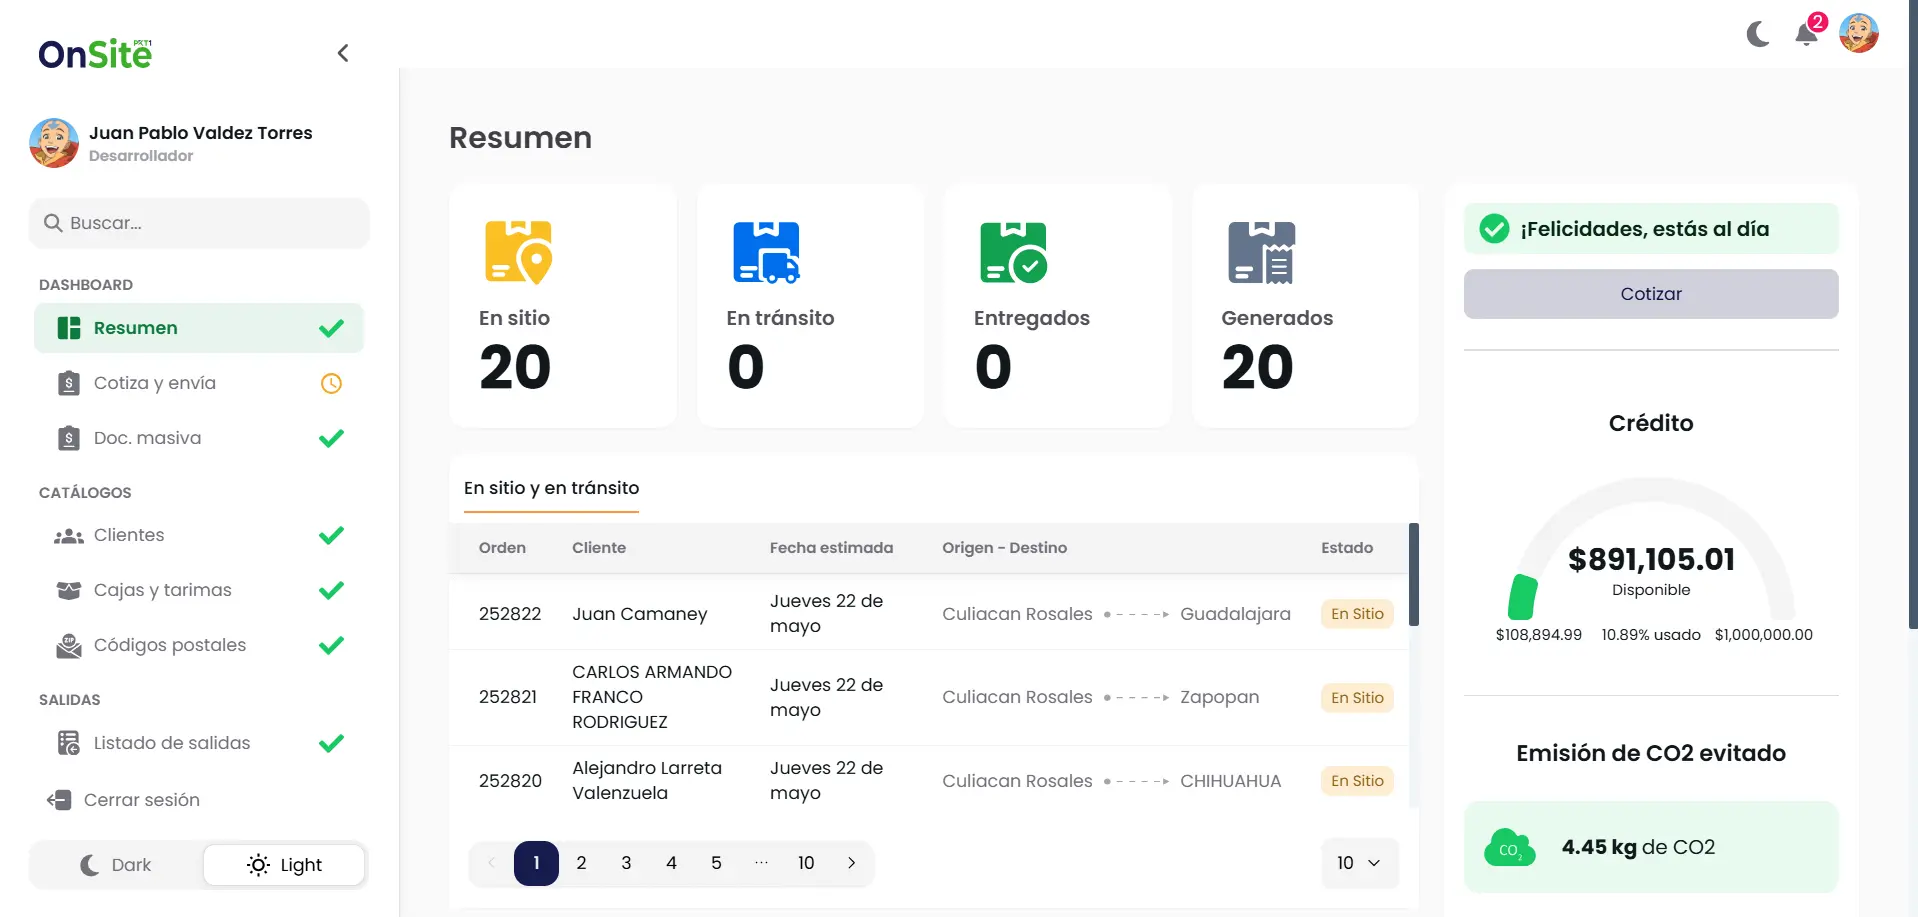 OnSite
PXT1
Juan Pablo Valdez Torres
Desarrollador
Buscar...
DASHBOARD
Resumen
Cotiza y envía
Doc. masiva
CATÁLOGOS
Clientes
Cajas y tarimas
ZIP
Códigos postales
SALIDAS
Listado de salidas
Cerrar sesión
Dark
Light
2
Resumen
En sitio
20
En tránsito
0
Entregados
0
Generados
20
En sitio y en tránsito
Orden Cliente Fecha estimada Origen - Destino Estado
252822 Juan Camaney Jueves 22 de mayo Culiacan Rosales Guadalajara En Sitio
252821 CARLOS ARMANDO FRANCO RODRIGUEZ Jueves 22 de mayo Culiacan Rosales Zapopan En Sitio
252820 Alejandro Larreta Valenzuela Jueves 22 de mayo Culiacan Rosales CHIHUAHUA En Sitio
1 2 3 4 5 ... 10
10
¡Felicidades, estás al día
Cotizar
Crédito
$891,105.01
Disponible
$108,894.99 10.89% usado $1,000,000.00
Emisión de CO2 evitado
CO2
4.45 kg de CO2